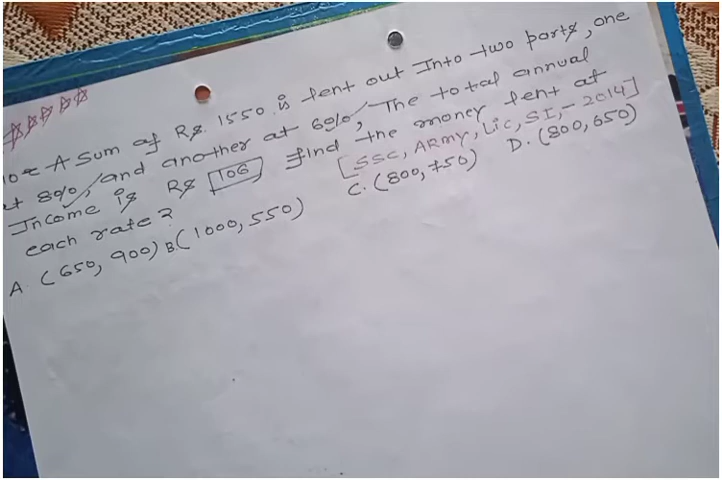 10 A Sum of Rs. 1550 is lent out Into two parts, one
at 8% and another at 6%, The total annual
Income is Rs 106 find the money lent at
each rate? [SSC, ARmy, Lic, SI, - 2014]
A (650, 900) B (1000, 550) C. (800, 750) D. (800, 650)